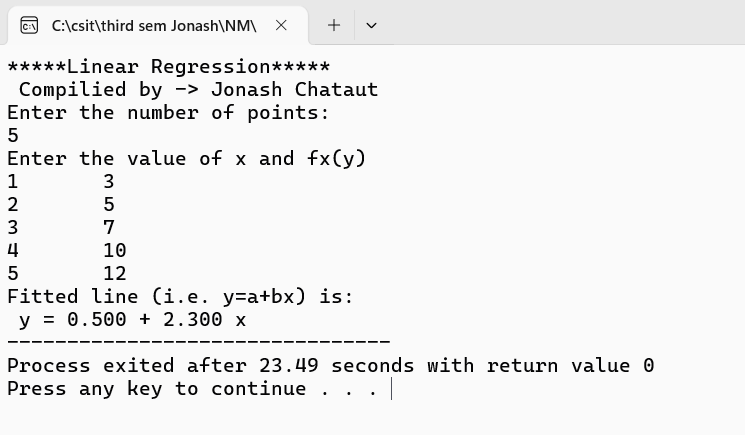 C:\csit\third sem Jonash\NM\
*****Linear Regression*****
Compilied by -> Jonash Chataut
Enter the number of points:
5
Enter the value of x and fx(y)
1 3
2 5
3 7
4 10
5 12
Fitted line (i.e. y=a+bx) is:
y = 0.500 + 2.300 x
--------------------------------
Process exited after 23.49 seconds with return value 0
Press any key to continue . . .